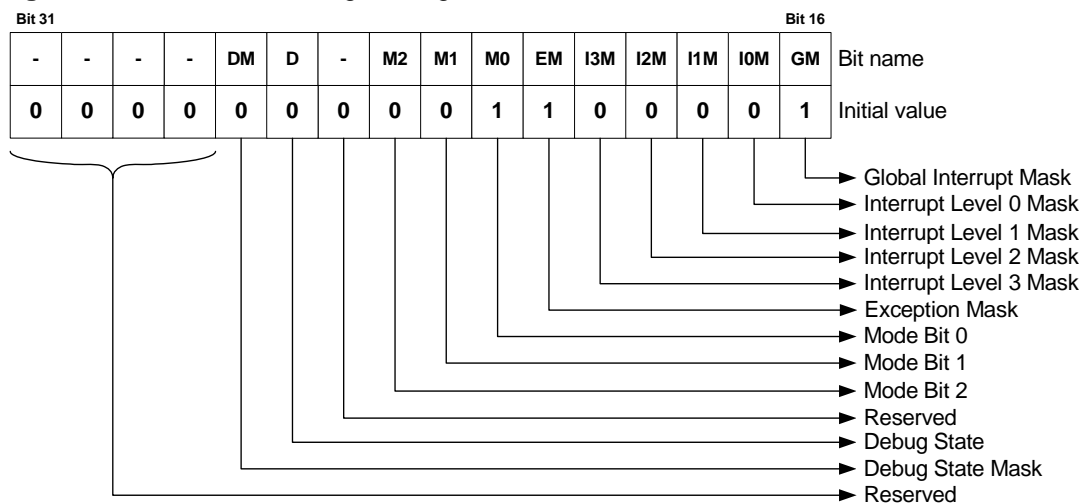 Bit 31 Bit 16
- - - - DM D - M2 M1 M0 EM I3M I2M I1M I0M GM Bit name
0 0 0 0 0 0 0 0 0 1 1 0 0 0 0 1 Initial value
Global Interrupt Mask
Interrupt Level 0 Mask
Interrupt Level 1 Mask
Interrupt Level 2 Mask
Interrupt Level 3 Mask
Exception Mask
Mode Bit 0
Mode Bit 1
Mode Bit 2
Reserved
Debug State
Debug State Mask
Reserved